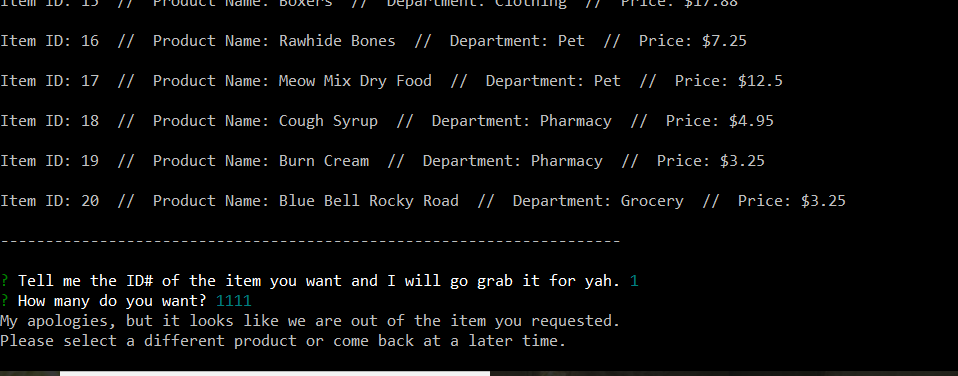 Item ID: 15  //  Product Name: Boxers  //  Department: Clothing  //  Price: $17.88
Item ID: 16  //  Product Name: Rawhide Bones  //  Department: Pet  //  Price: $7.25
Item ID: 17  //  Product Name: Meow Mix Dry Food  //  Department: Pet  //  Price: $12.5
Item ID: 18  //  Product Name: Cough Syrup  //  Department: Pharmacy  //  Price: $4.95
Item ID: 19  //  Product Name: Burn Cream  //  Department: Pharmacy  //  Price: $3.25
Item ID: 20  //  Product Name: Blue Bell Rocky Road  //  Department: Grocery  //  Price: $3.25
---------------------------------------------------------------------
? Tell me the ID# of the item you want and I will go grab it for yah. 1
? How many do you want? 1111
My apologies, but it looks like we are out of the item you requested.
Please select a different product or come back at a later time.